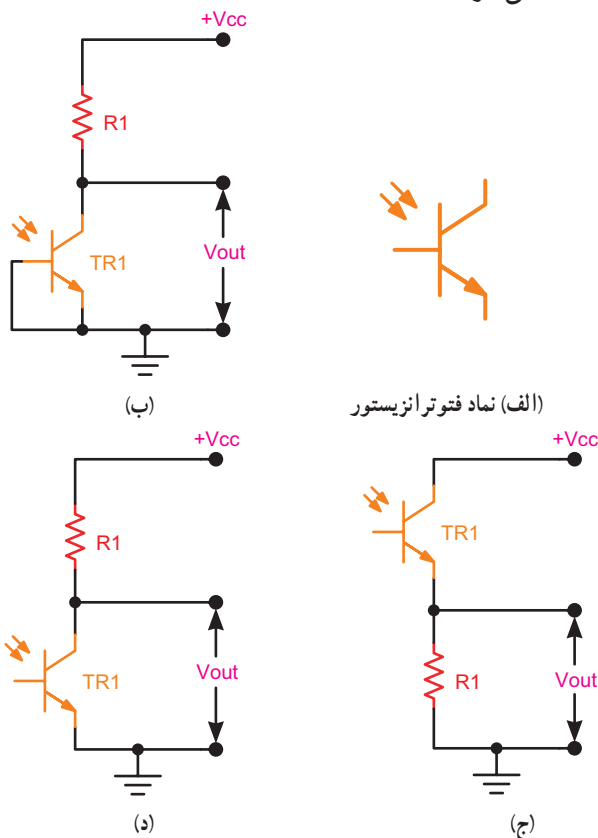 +Vcc
R1
TR1
Vout
(ب)
(الف) نماد فتوترانزیستور
+Vcc
R1
TR1
Vout
(د)
+Vcc
TR1
R1
Vout
(ج)